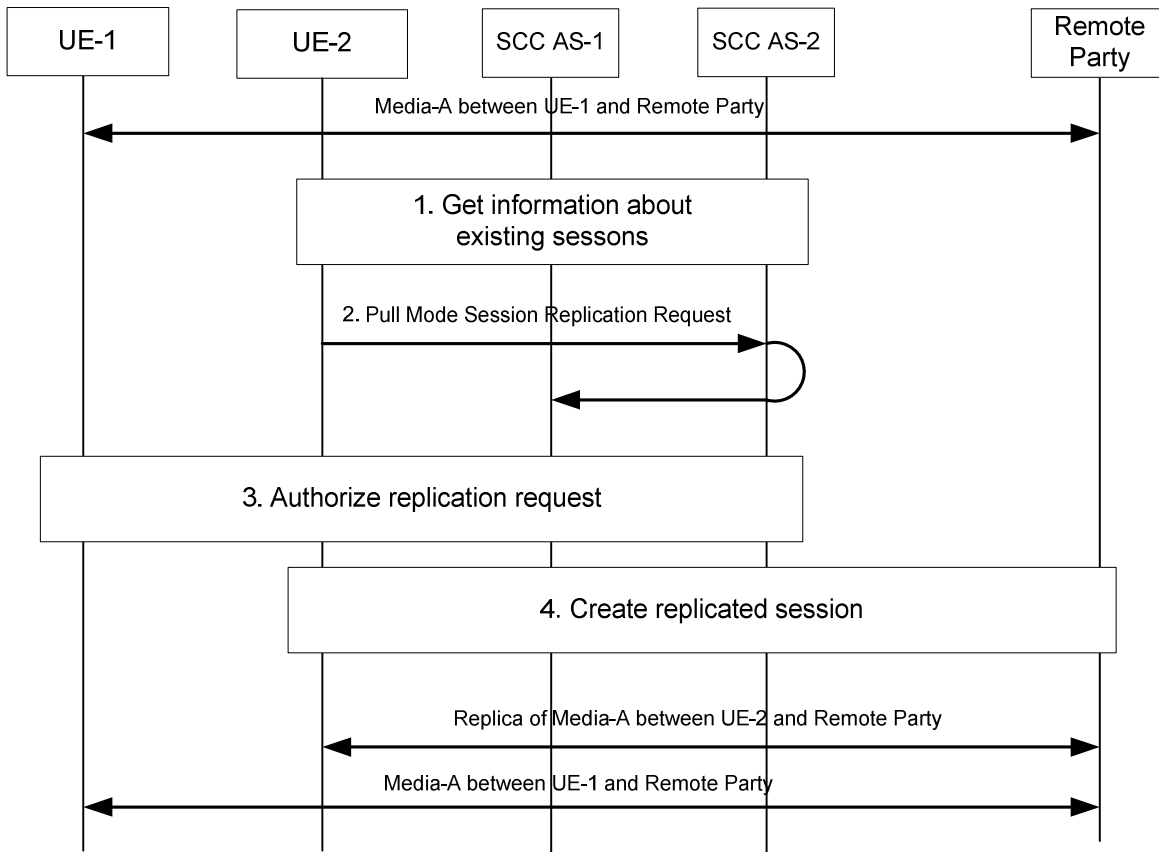 UE-1
UE-2
SCC AS-1
SCC AS-2
Remote
Party
Media-A between UE-1 and Remote Party
1. Get information about
existing sessons
2. Pull Mode Session Replication Request
3. Authorize replication request
4. Create replicated session
Replica of Media-A between UE-2 and Remote Party
Media-A between UE-1 and Remote Party